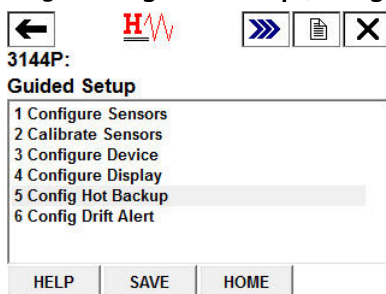 H
3144P:
Guided Setup
1 Configure Sensors
2 Calibrate Sensors
3 Configure Device
4 Configure Display
5 Config Hot Backup
6 Config Drift Alert
HELP SAVE HOME